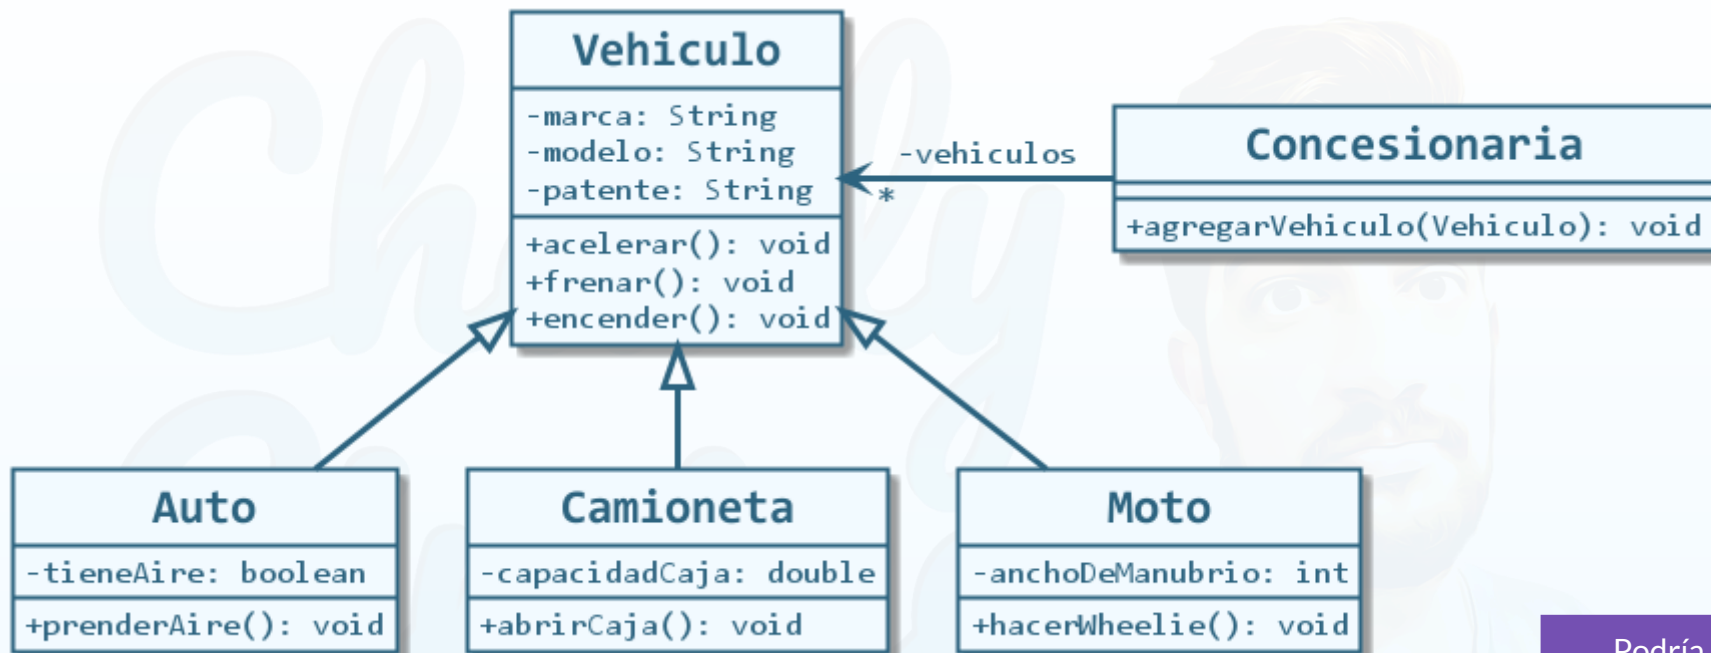 Vehiculo
-marca: String
-modelo: String
-patente: String
+acelerar(): void
+frenar(): void
+encender(): void
-vehiculos
*
Concesionaria
+agregarVehiculo(Vehiculo): void
Auto
-tieneAire: boolean
+prenderAire(): void
Camioneta
-capacidadCaja: double
+abrirCaja(): void
Moto
-anchoDeManubrio: int
+hacerWheelie(): void
Podría